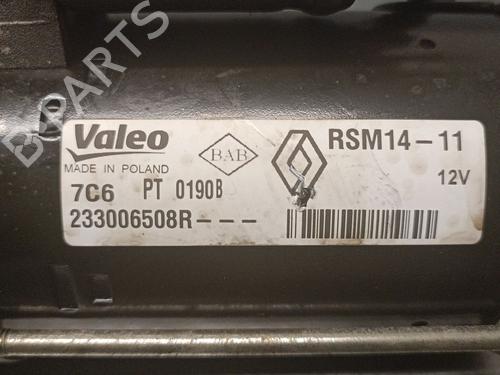 B PARTS
Valeo
MADE IN POLAND
BAB
RSM14-11
12V
7C6 PT 0190B
233006508R---